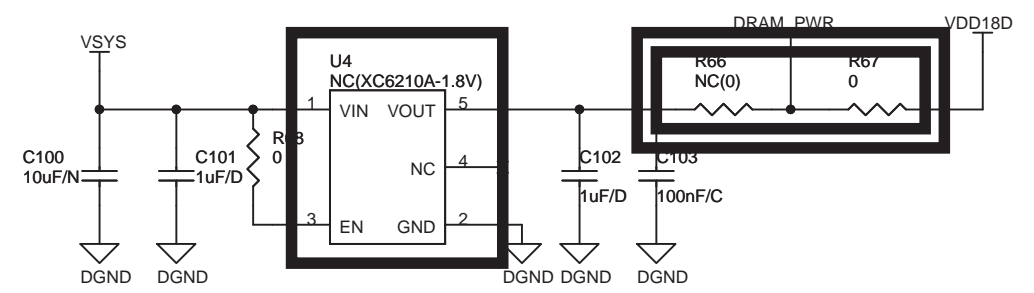 DRAM_PWR
VDD18D
VSYS
U4
NC(XC6210A-1.8V)
R66
NC(0)
R67
0
1
VIN
VOUT
5
R68
0
C100
10uF/N
C101
1uF/D
NC
4
C102
1uF/D
C103
100nF/C
3
EN
GND
2
DGND
DGND
DGND
DGND
DGND